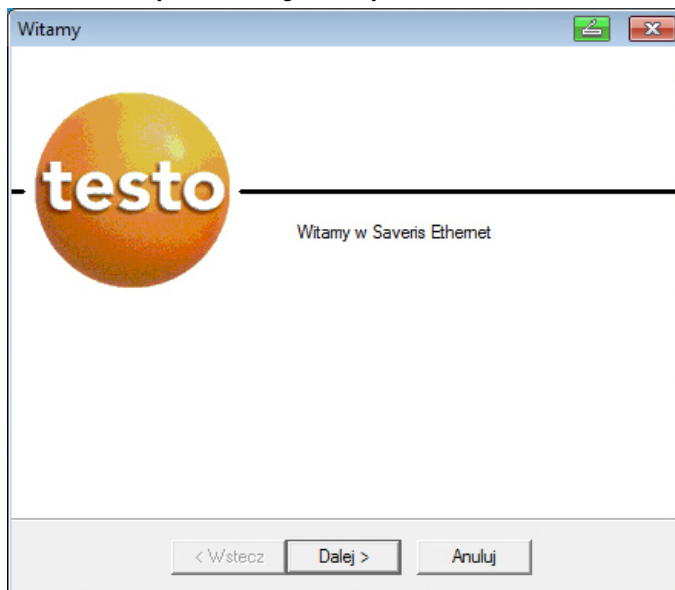 Witamy
testo
Witamy w Saveris Ethernet
< Wstecz
Dalej >
Anuluj